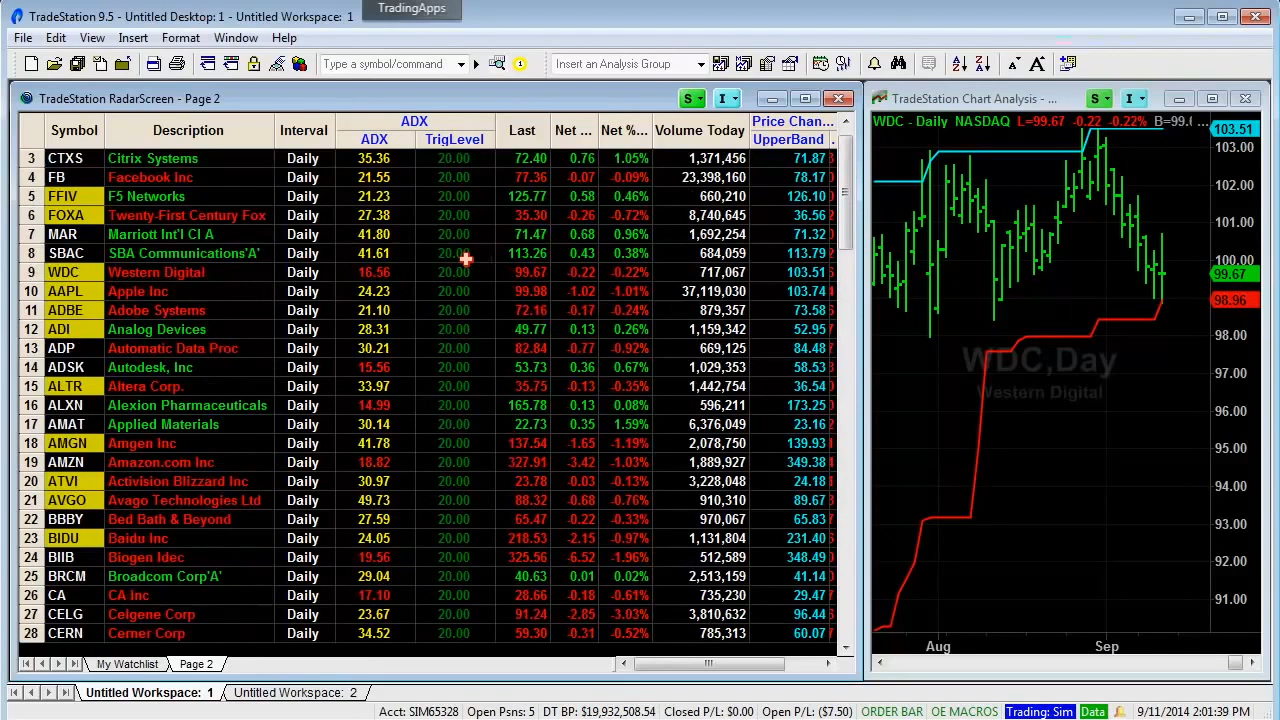 TradeStation 9.5 - Untitled Desktop: 1 - Untitled Workspace: 1
TradingApps
File Edit View Insert Format Window Help
Type a symbol/command
Insert an Analysis Group
TradeStation RadarScreen - Page 2
S I
Symbol Description Interval ADX Last Net ... Net %... Volume Today Price Chan...
ADX TrigLevel UpperBand
3 CTXS Citrix Systems Daily 35.36 20.00 72.40 0.76 1.05% 1,371,456 71.87
4 FB Facebook Inc Daily 21.55 20.00 77.36 -0.07 -0.09% 23,398,160 78.17
5 FFIV F5 Networks Daily 21.23 20.00 125.77 0.58 0.46% 660,210 126.10
6 FOXA Twenty-First Century Fox Daily 27.38 20.00 35.30 -0.26 -0.72% 8,740,645 36.56
7 MAR Marriott Int'l Cl A Daily 41.80 20.00 71.47 0.68 0.96% 1,692,254 71.32
8 SBAC SBA Communications'A' Daily 41.61 20.00 113.26 0.43 0.38% 684,059 113.79
9 WDC Western Digital Daily 16.56 20.00 99.67 -0.22 -0.22% 717,067 103.51
10 AAPL Apple Inc Daily 24.23 20.00 99.98 -1.02 -1.01% 37,119,030 103.74
11 ADBE Adobe Systems Daily 21.10 20.00 72.16 -0.17 -0.24% 879,357 73.58
12 ADI Analog Devices Daily 28.31 20.00 49.77 0.13 0.26% 1,159,342 52.95
13 ADP Automatic Data Proc Daily 30.21 20.00 82.84 -0.77 -0.92% 669,125 84.48
14 ADSK Autodesk, Inc Daily 15.56 20.00 53.73 0.36 0.67% 1,029,353 58.53
15 ALTR Altera Corp. Daily 33.97 20.00 35.75 -0.13 -0.35% 1,442,754 36.54
16 ALXN Alexion Pharmaceuticals Daily 14.99 20.00 165.78 0.13 0.08% 596,211 173.25
17 AMAT Applied Materials Daily 30.14 20.00 22.73 0.35 1.59% 6,376,049 23.16
18 AMGN Amgen Inc Daily 41.78 20.00 137.54 -1.65 -1.19% 2,078,750 139.93
19 AMZN Amazon.com Inc Daily 18.82 20.00 327.91 -3.42 -1.03% 1,889,927 349.38
20 ATVI Activision Blizzard Inc Daily 30.97 20.00 23.78 -0.03 -0.13% 3,228,048 24.18
21 AVGO Avago Technologies Ltd Daily 49.73 20.00 88.32 -0.68 -0.76% 910,310 89.67
22 BBBY Bed Bath & Beyond Daily 27.59 20.00 65.47 -0.22 -0.33% 970,067 65.83
23 BIDU Baidu Inc Daily 24.05 20.00 218.53 -2.15 -0.97% 1,131,804 231.40
24 BIIB Biogen Idec Daily 19.56 20.00 325.56 -6.52 -1.96% 512,589 348.49
25 BRCM Broadcom Corp'A' Daily 29.04 20.00 40.63 0.01 0.02% 2,513,159 41.14
26 CA CA Inc Daily 17.10 20.00 28.66 -0.18 -0.61% 735,230 29.47
27 CELG Celgene Corp Daily 23.67 20.00 91.24 -2.85 -3.03% 3,810,632 96.44
28 CERN Cerner Corp Daily 34.52 20.00 59.30 -0.31 -0.52% 785,313 60.07
My Watchlist Page 2
TradeStation Chart Analysis - ...
S I
WDC - Daily NASDAQ L=99.67 -0.22 -0.22% B=99.
103.51
103.00
102.00
101.00
100.00
99.67
98.96
98.00
97.00
96.00
95.00
94.00
93.00
92.00
91.00
WDC,Day
Western Digital
Aug Sep
Untitled Workspace: 1 Untitled Workspace: 2
Acct: SIM65328 Open Psns: 5 DT BP: $19,932,508.54 Closed P/L: $0.00 Open P/L: ($7.50) ORDER BAR OE MACROS Trading: Sim Data 9/11/2014 2:01:39 PM